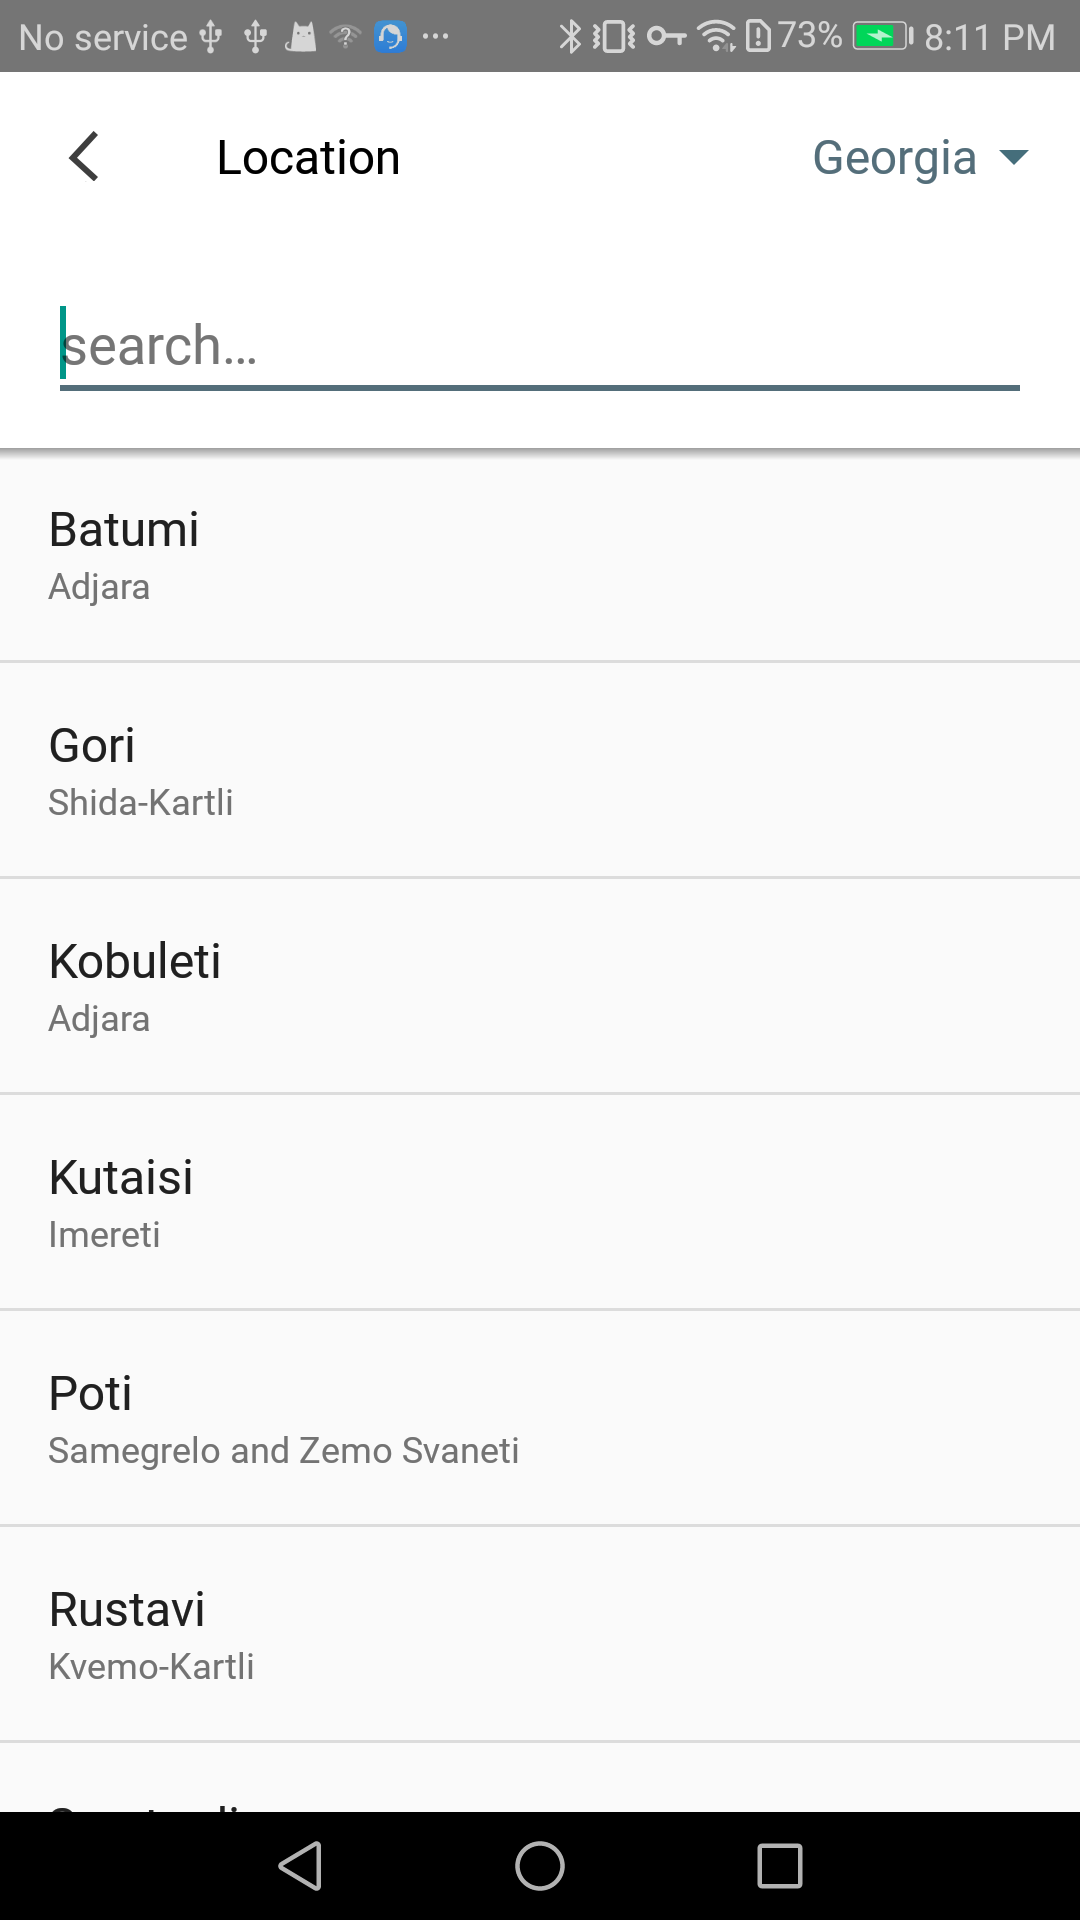 No service 73% 8:11 PM
Location Georgia
search...
Batumi
Adjara
Gori
Shida-Kartli
Kobuleti
Adjara
Kutaisi
Imereti
Poti
Samegrelo and Zemo Svaneti
Rustavi
Kvemo-Kartli